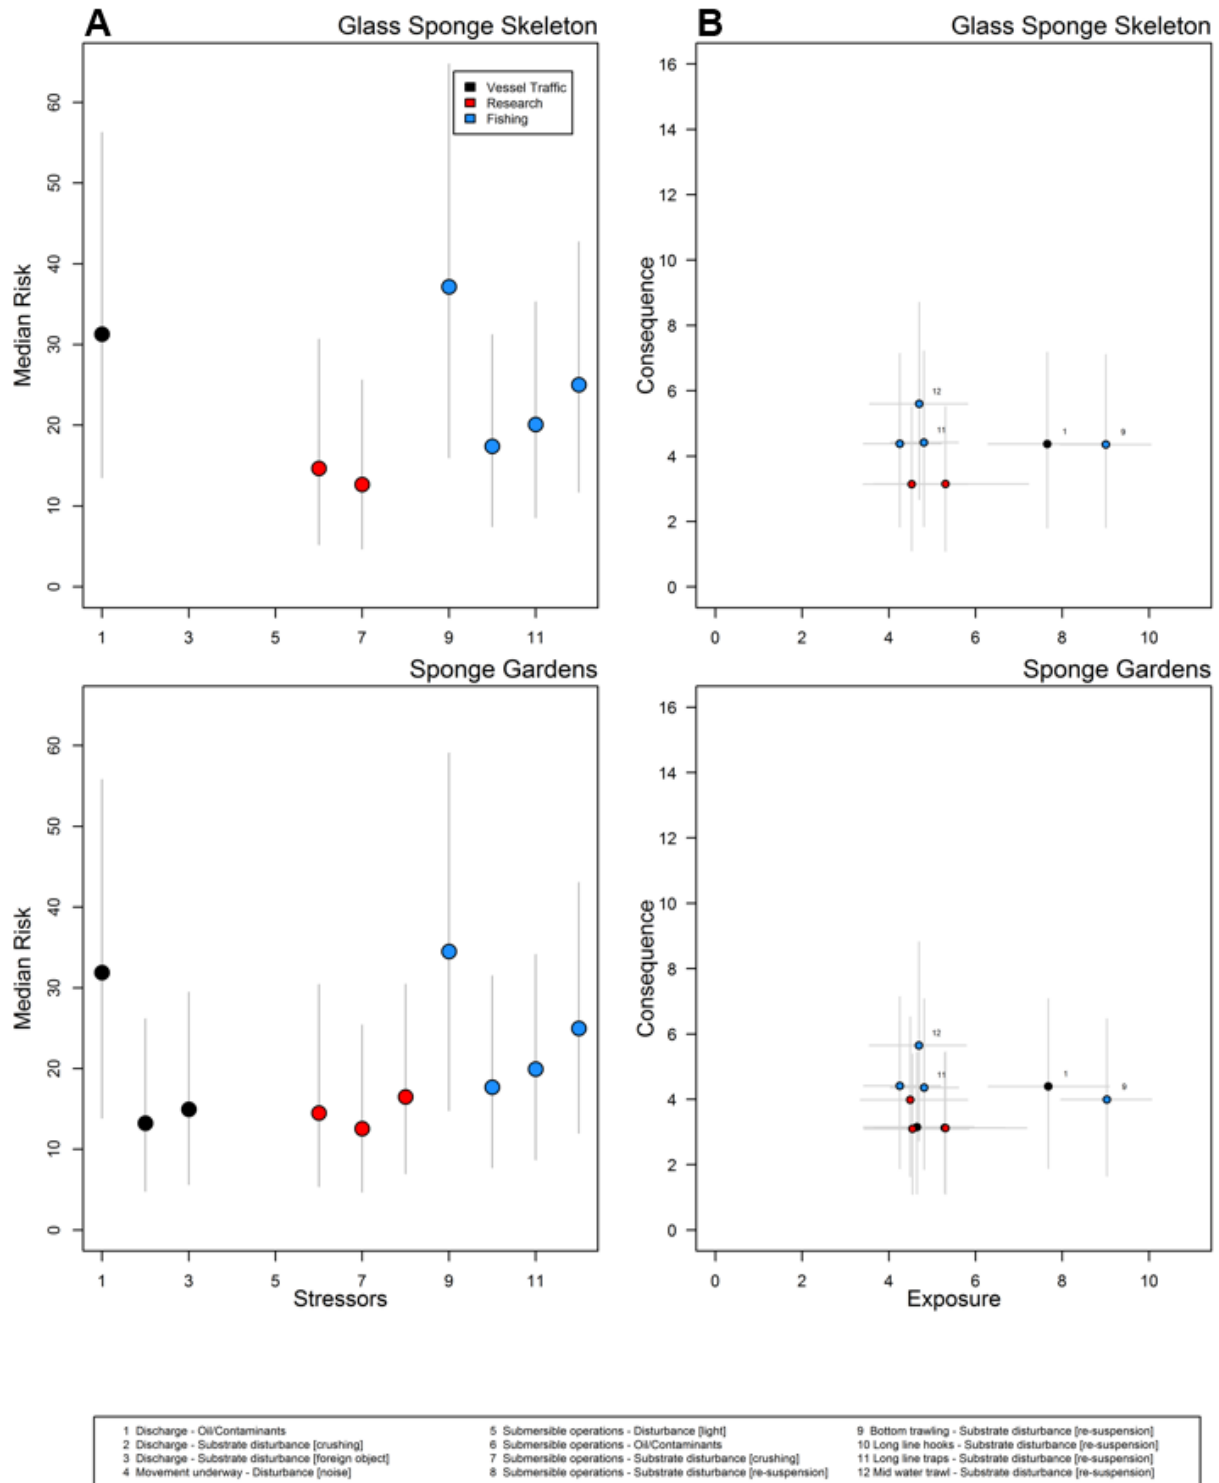 A
Glass Sponge Skeleton
B
Glass Sponge Skeleton
Vessel Traffic
Research
Fishing
Median Risk
0
10
20
30
40
50
60
1 3 5 7 9 11
Consequence
0
2
4
6
8
10
12
14
16
12
11
1
9
0 2 4 6 8 10
Sponge Gardens
Sponge Gardens
Median Risk
0
10
20
30
40
50
60
1 3 5 7 9 11
Stressors
Consequence
0
2
4
6
8
10
12
14
16
12
11
1
9
0 2 4 6 8 10
Exposure
1 Discharge - Oil/Contaminants
2 Discharge - Substrate disturbance [crushing]
3 Discharge - Substrate disturbance [foreign object]
4 Movement underway - Disturbance [noise]
5 Submersible operations - Disturbance [light]
6 Submersible operations - Oil/Contaminants
7 Submersible operations - Substrate disturbance [crushing]
8 Submersible operations - Substrate disturbance [re-suspension]
9 Bottom trawling - Substrate disturbance [re-suspension]
10 Long line hooks - Substrate disturbance [re-suspension]
11 Long line traps - Substrate disturbance [re-suspension]
12 Mid water trawl - Substrate disturbance [re-suspension]